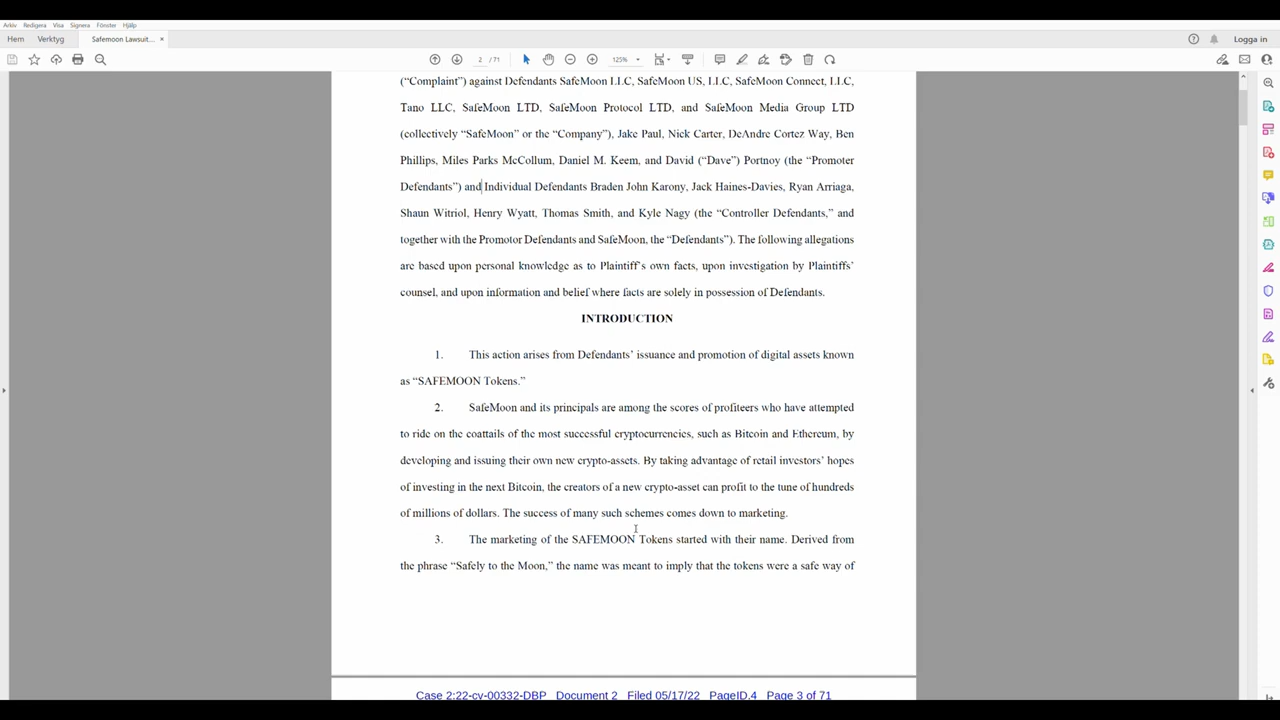 Arkiv Redigera Visa Signera Fönster Hjälp
Hem Verktyg Safemoon Lawsuit... × Logga in
2 / 71 125%
(“Complaint”) against Defendants SafeMoon LLC, SafeMoon US, LLC, SafeMoon Connect, LLC,
Tano LLC, SafeMoon LTD, SafeMoon Protocol LTD, and SafeMoon Media Group LTD
(collectively “SafeMoon” or the “Company”), Jake Paul, Nick Carter, DeAndre Cortez Way, Ben
Phillips, Miles Parks McCollum, Daniel M. Keem, and David (“Dave”) Portnoy (the “Promoter
Defendants”) and Individual Defendants Braden John Karony, Jack Haines-Davies, Ryan Arriaga,
Shaun Witriol, Henry Wyatt, Thomas Smith, and Kyle Nagy (the “Controller Defendants,” and
together with the Promotor Defendants and SafeMoon, the “Defendants”). The following allegations
are based upon personal knowledge as to Plaintiff’s own facts, upon investigation by Plaintiffs’
counsel, and upon information and belief where facts are solely in possession of Defendants.
INTRODUCTION
1. This action arises from Defendants’ issuance and promotion of digital assets known
as “SAFEMOON Tokens.”
2. SafeMoon and its principals are among the scores of profiteers who have attempted
to ride on the coattails of the most successful cryptocurrencies, such as Bitcoin and Ethereum, by
developing and issuing their own new crypto-assets. By taking advantage of retail investors’ hopes
of investing in the next Bitcoin, the creators of a new crypto-asset can profit to the tune of hundreds
of millions of dollars. The success of many such schemes comes down to marketing.
3. The marketing of the SAFEMOON Tokens started with their name. Derived from
the phrase “Safely to the Moon,” the name was meant to imply that the tokens were a safe way of
Case 2:22-cv-00332-DBP Document 2 Filed 05/17/22 PageID.4 Page 3 of 71